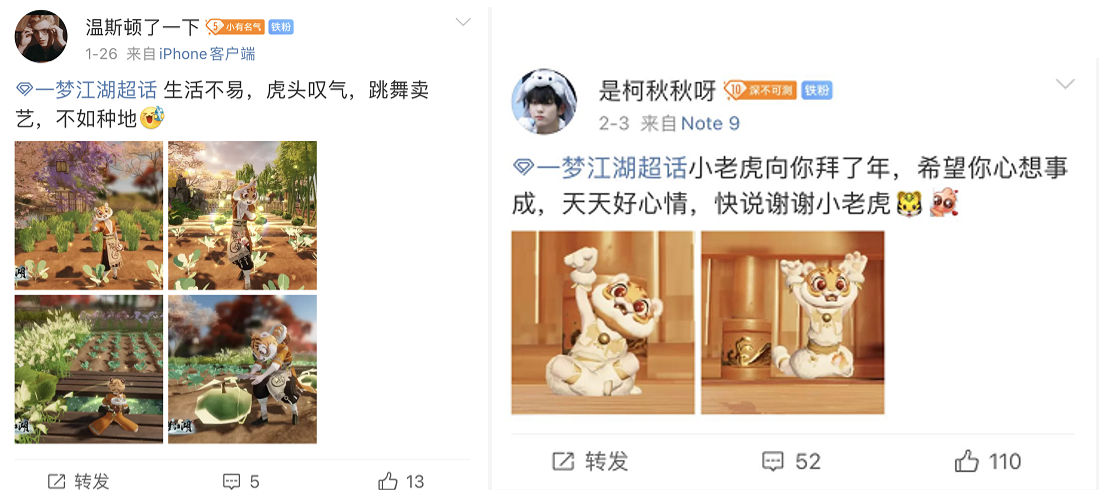 温斯顿了一下 5 小有名气 铁粉
1-26 来自iPhone客户端
一梦江湖超话 生活不易，虎头叹气，跳舞卖
艺，不如种地
湖
湖
转发 5 13
是柯秋秋呀 10 深不可测 铁粉
2-3 来自Note 9
一梦江湖超话小老虎向你拜了年，希望你心想事
成，天天好心情，快说谢谢小老虎
转发 52 110